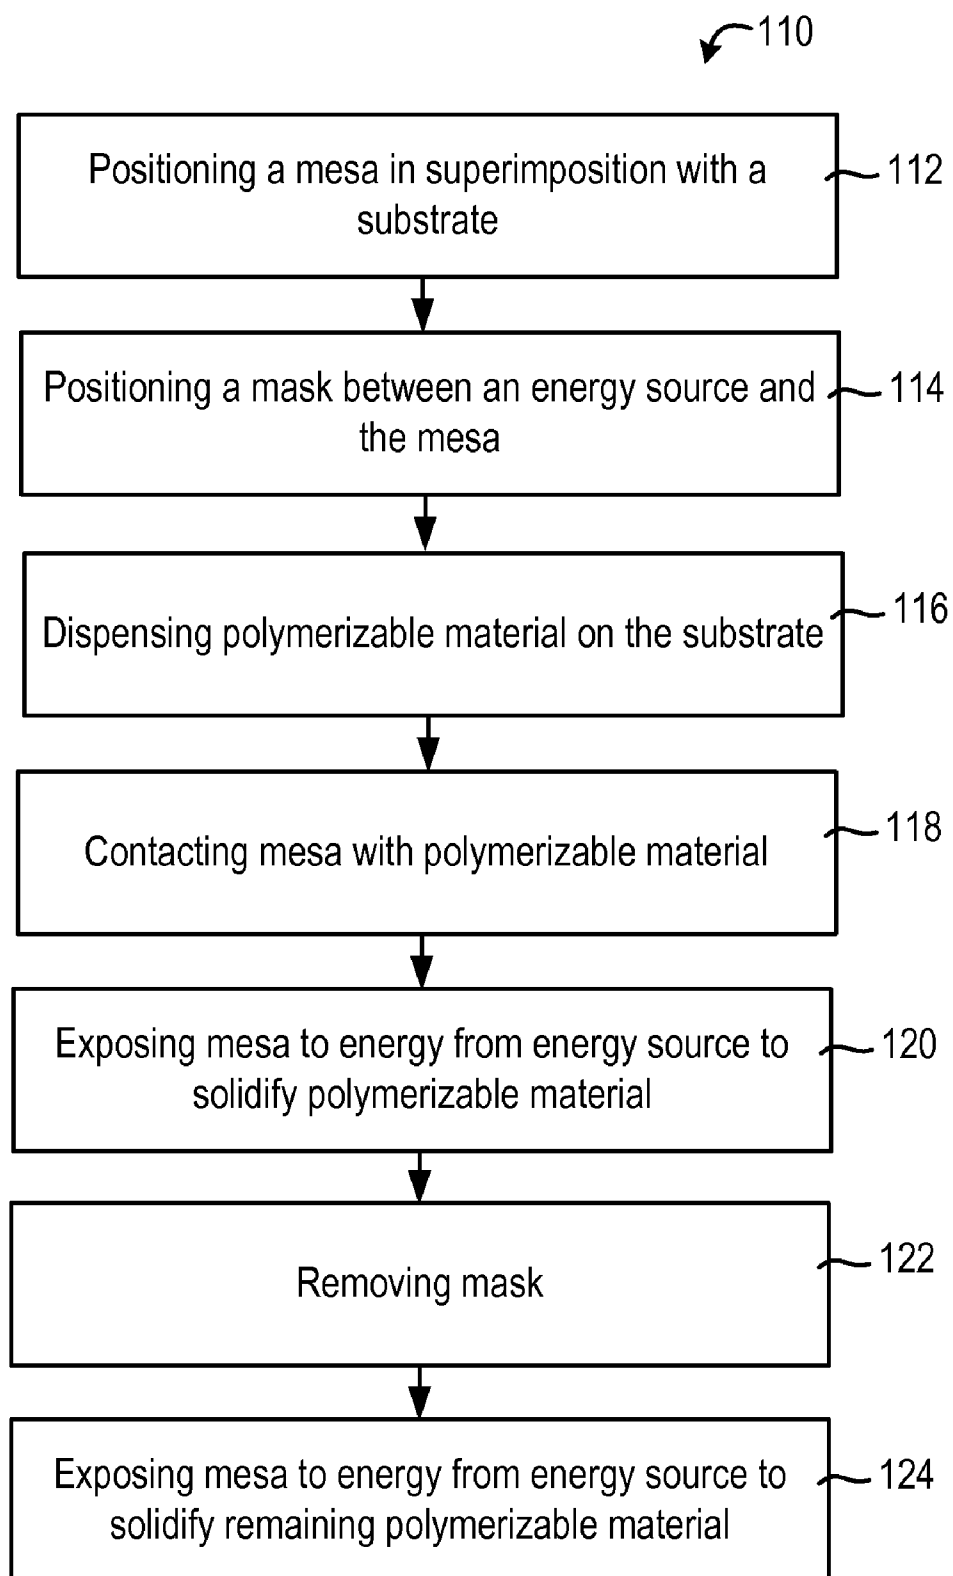 110
Positioning a mesa in superimposition with a
substrate
112
Positioning a mask between an energy source and
the mesa
114
Dispensing polymerizable material on the substrate
116
Contacting mesa with polymerizable material
118
Exposing mesa to energy from energy source to
solidify polymerizable material
120
Removing mask
122
Exposing mesa to energy from energy source to
solidify remaining polymerizable material
124